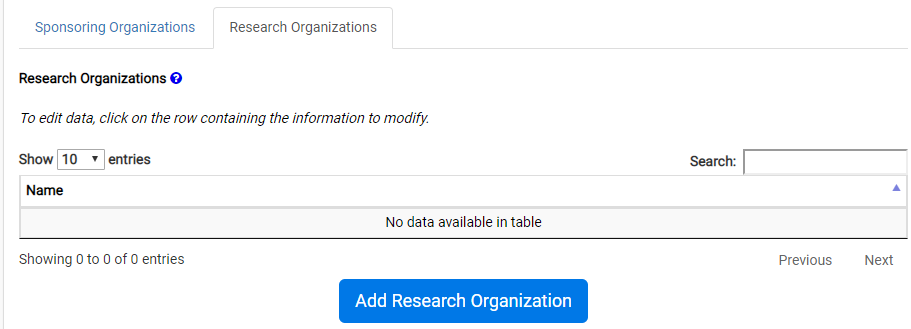 Sponsoring Organizations Research Organizations
Research Organizations ?
To edit data, click on the row containing the information to modify.
Show 10 entries Search:
Name
No data available in table
Showing 0 to 0 of 0 entries Previous Next
Add Research Organization